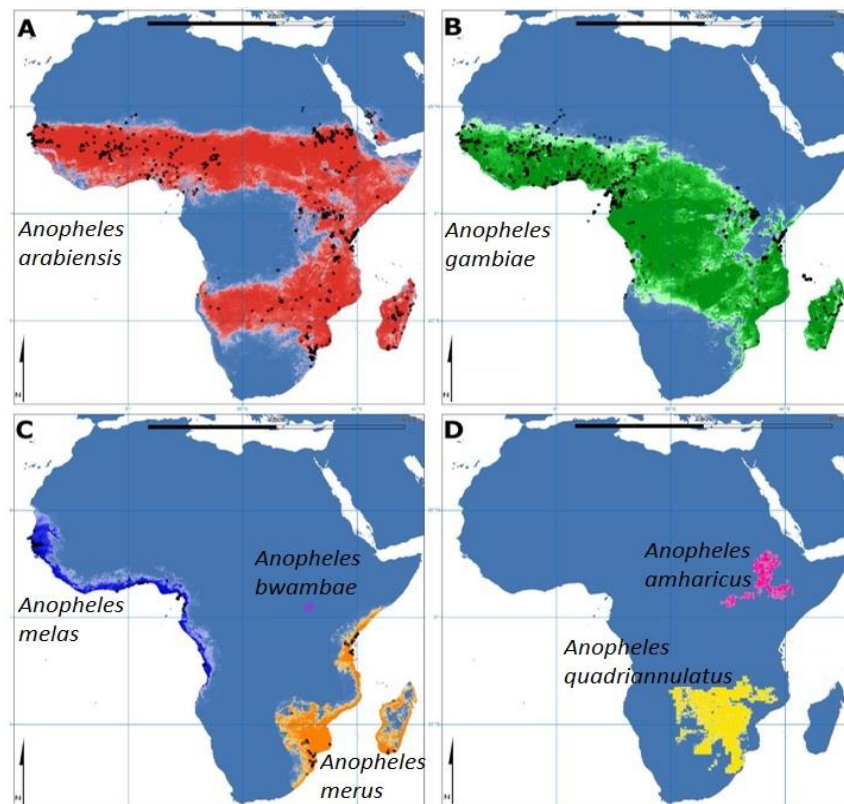 A
Anopheles
arabiensis
N
B
Anopheles
gambiae
N
C
Anopheles
bwambae
Anopheles
melas
Anopheles
merus
N
D
Anopheles
amharicus
Anopheles
quadriannulatus
N